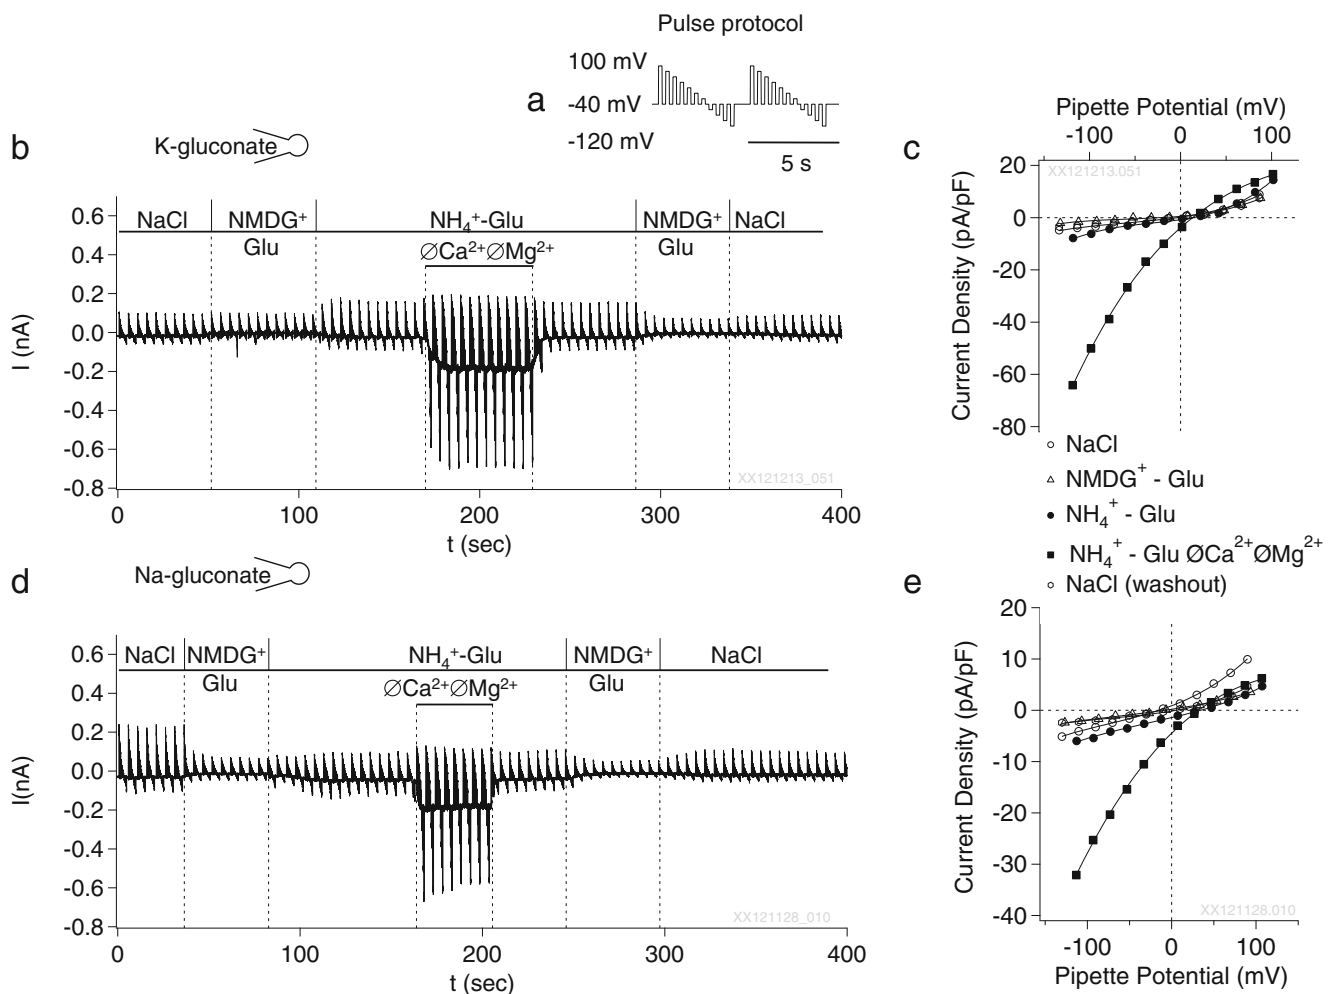 Pulse protocol
a
100 mV
-40 mV
-120 mV
5 s
b
K-gluconate
NaCl
NMDG⁺
Glu
NH₄⁺-Glu
∅Ca²⁺∅Mg²⁺
NMDG⁺
Glu
NaCl
I (nA)
0.6
0.4
0.2
0.0
-0.2
-0.4
-0.6
-0.8
XX121213_051
0 100 200 300 400
t (sec)
c
Pipette Potential (mV)
-100 0 100
XX121213.051
Current Density (pA/pF)
20
0
-20
-40
-60
-80
NaCl
NMDG⁺ - Glu
NH₄⁺ - Glu
NH₄⁺ - Glu ØCa²⁺ØMg²⁺
NaCl (washout)
d
Na-gluconate
NaCl
NMDG⁺
Glu
NH₄⁺-Glu
∅Ca²⁺∅Mg²⁺
NMDG⁺
Glu
NaCl
I(nA)
0.6
0.4
0.2
0.0
-0.2
-0.4
-0.6
-0.8
XX121128_010
0 100 200 300 400
t (sec)
e
Current Density (pA/pF)
20
10
0
-10
-20
-30
-40
XX121128.010
-100 0 100
Pipette Potential (mV)